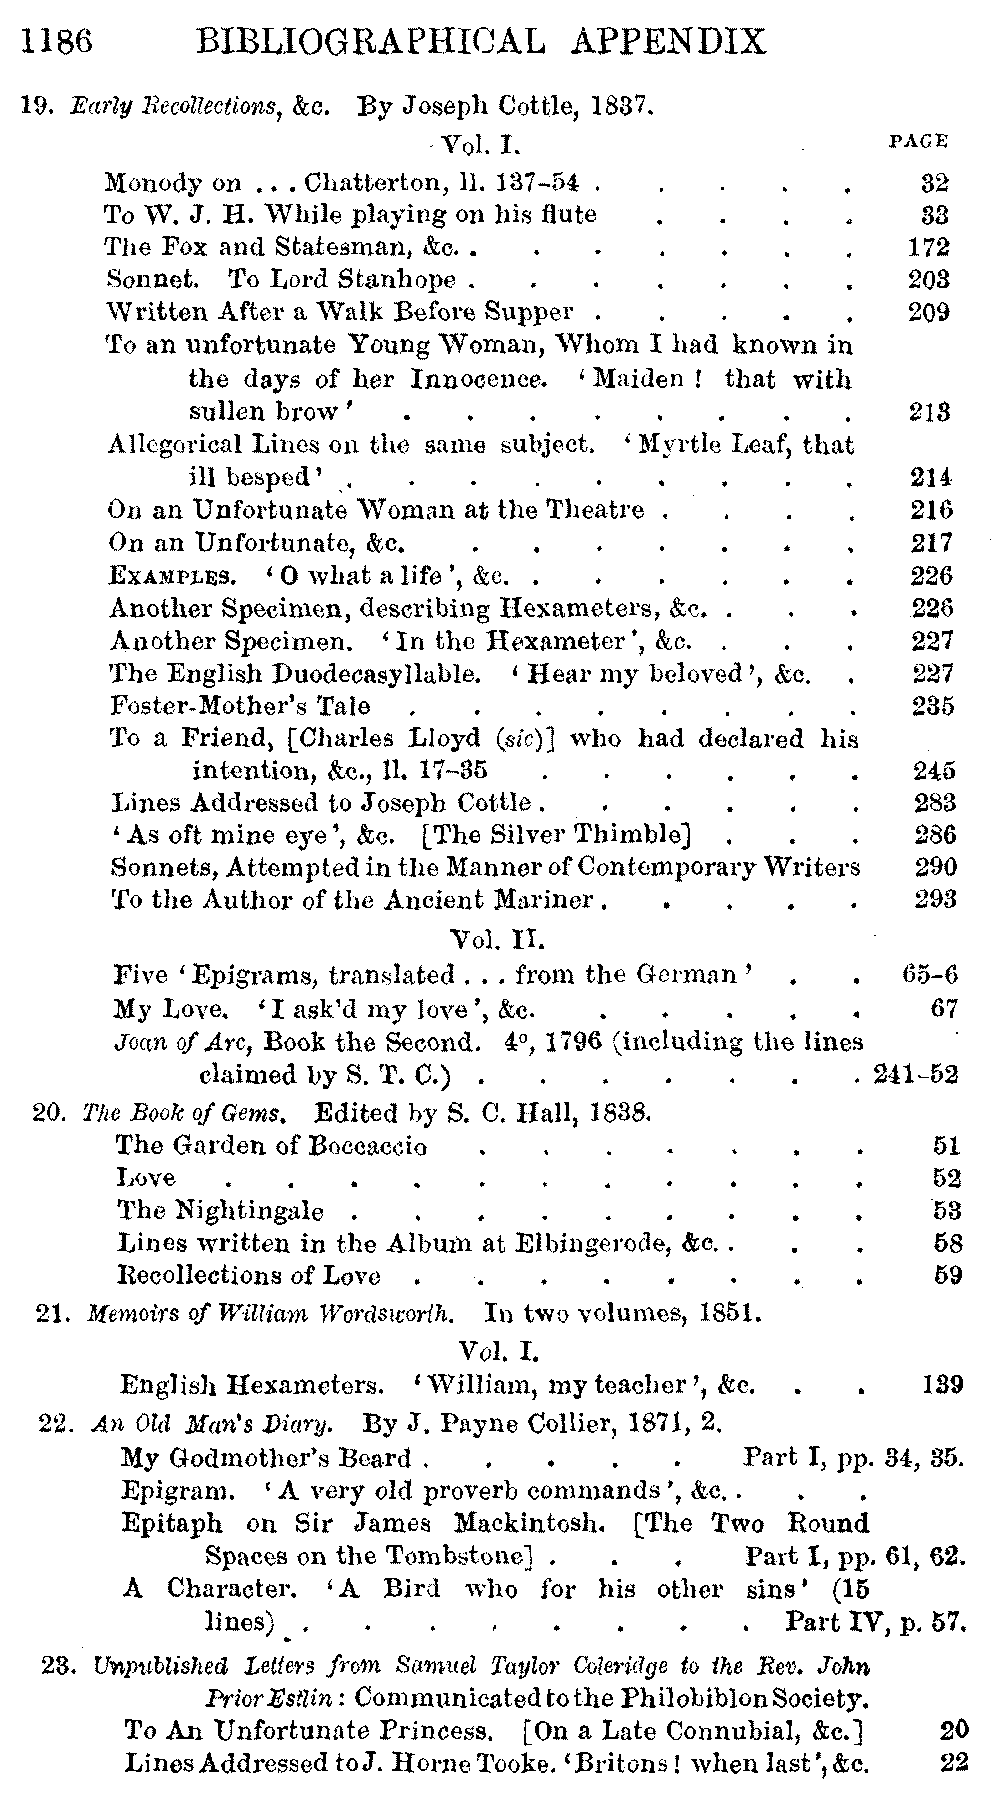 1186 BIBLIOGRAPHICAL APPENDIX
19. Early Recollections, &c. By Joseph Cottle, 1837.
Vol. I. PAGE
Monody on . . . Chatterton, ll. 137–54 . . . . . 32
To W. J. H. While playing on his flute . . . . 33
The Fox and Statesman, &c. . . . . . . . 172
Sonnet. To Lord Stanhope . . . . . . . 203
Written After a Walk Before Supper . . . . . 209
To an unfortunate Young Woman, Whom I had known in
the days of her Innocence. ‘Maiden ! that with
sullen brow’ . . . . . . . . 213
Allegorical Lines on the same subject. ‘Myrtle Leaf, that
ill besped’ . . . . . . . . . 214
On an Unfortunate Woman at the Theatre . . . . 216
On an Unfortunate, &c. . . . . . . . 217
EXAMPLES. ‘O what a life’, &c. . . . . . . 226
Another Specimen, describing Hexameters, &c. . . . 226
Another Specimen. ‘In the Hexameter’, &c. . . . 227
The English Duodecasyllable. ‘Hear my beloved’, &c. . 227
Foster-Mother's Tale . . . . . . . . 235
To a Friend, [Charles Lloyd (sic)] who had declared his
intention, &c., ll. 17–35 . . . . . . 245
Lines Addressed to Joseph Cottle . . . . . . 283
‘As oft mine eye’, &c. [The Silver Thimble] . . . 286
Sonnets, Attempted in the Manner of Contemporary Writers 290
To the Author of the Ancient Mariner . . . . . 293
Vol. II.
Five ‘Epigrams, translated . . . from the German’ . . 65–6
My Love. ‘I ask'd my love’, &c. . . . . . 67
Joan of Arc, Book the Second. 4º, 1796 (including the lines
claimed by S. T. C.) . . . . . . . 241–52
20. The Book of Gems. Edited by S. C. Hall, 1838.
The Garden of Boccaccio . . . . . . . 51
Love . . . . . . . . . . . 52
The Nightingale . . . . . . . . . 53
Lines written in the Album at Elbingerode, &c. . . . 58
Recollections of Love . . . . . . . . 59
21. Memoirs of William Wordsworth. In two volumes, 1851.
Vol. I.
English Hexameters. ‘William, my teacher’, &c. . . 139
22. An Old Man's Diary. By J. Payne Collier, 1871, 2.
My Godmother's Beard . . . . . Part I, pp. 34, 35.
Epigram. ‘A very old proverb commands’, &c. . . . .
Epitaph on Sir James Mackintosh. [The Two Round
Spaces on the Tombstone] . . . Part I, pp. 61, 62.
A Character. ‘A Bird who for his other sins’ (15
lines) . . . . . . . . Part IV, p. 57.
23. Unpublished Letters from Samuel Taylor Coleridge to the Rev. John
Prior Estlin : Communicated to the Philobiblon Society.
To An Unfortunate Princess. [On a Late Connubial, &c.] 20
Lines Addressed to J. Horne Tooke. ‘Britons! when last’, &c. 22